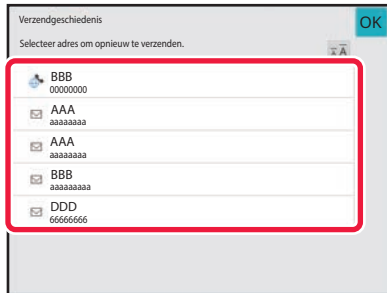 Verzendgeschiedenis
OK
Selecteer adres om opnieuw te verzenden.
A A
BBB
00000000
AAA
aaaaaaaa
AAA
aaaaaaaa
BBB
aaaaaaaaa
DDD
66666666